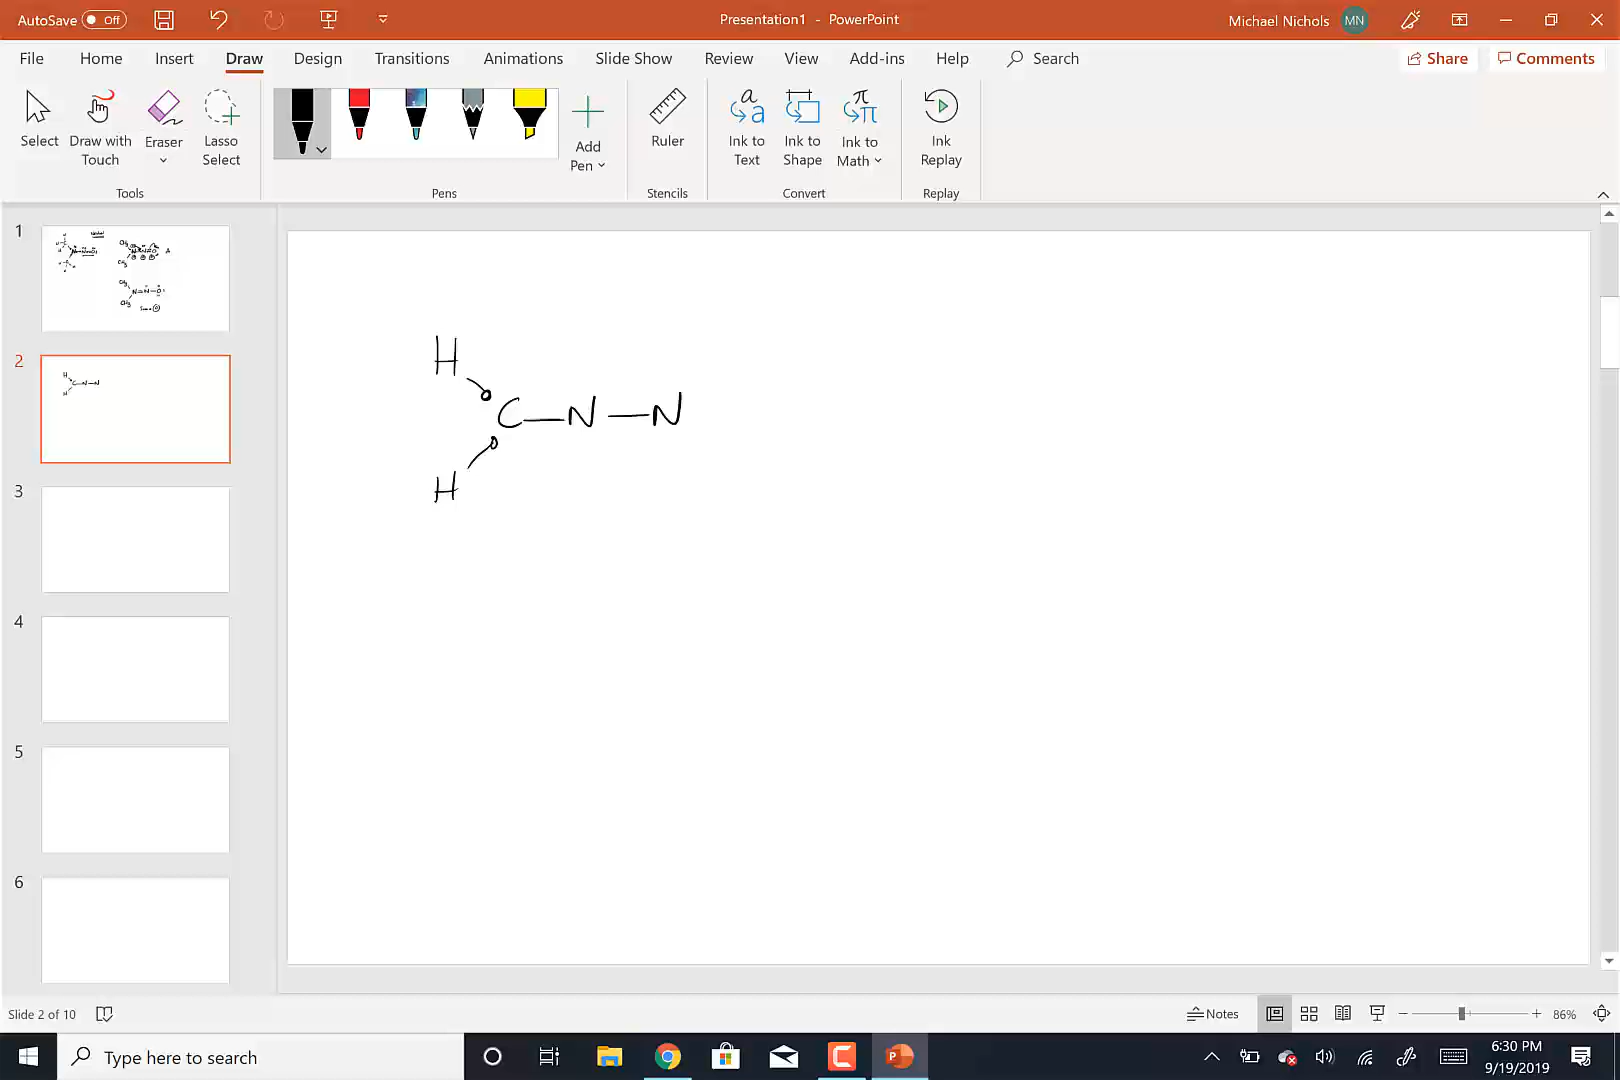 AutoSave Off
Presentation1 - PowerPoint
Michael Nichols MN
File Home Insert Draw Design Transitions Animations Slide Show Review View Add-ins Help Search
Share Comments
Select
Draw with Touch
Eraser
Lasso Select
Add Pen
Ruler
Ink to Text
Ink to Shape
Ink to Math
Ink Replay
Tools Pens Stencils Convert Replay
1
2
3
4
5
6
H
C—N—N
H
Slide 2 of 10
Notes
86%
Type here to search
6:30 PM
9/19/2019